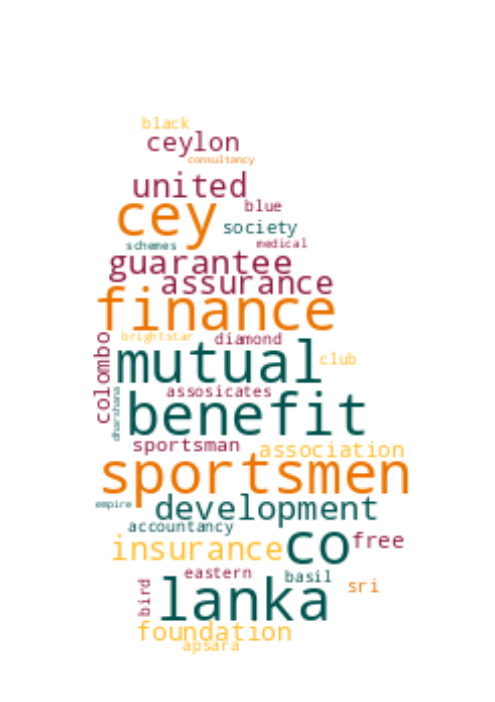 black
ceylon
consultancy
united
cey
blue
society
schemes
medical
guarantee
assurance
finance
brightstar
diamond
colombo
mutual
club
assosicates
dharshana
benefit
sportsman
association
sportsmen
empire
development
accountancy
co
free
insurance
eastern
basil
bird
lanka
sri
foundation
apsara